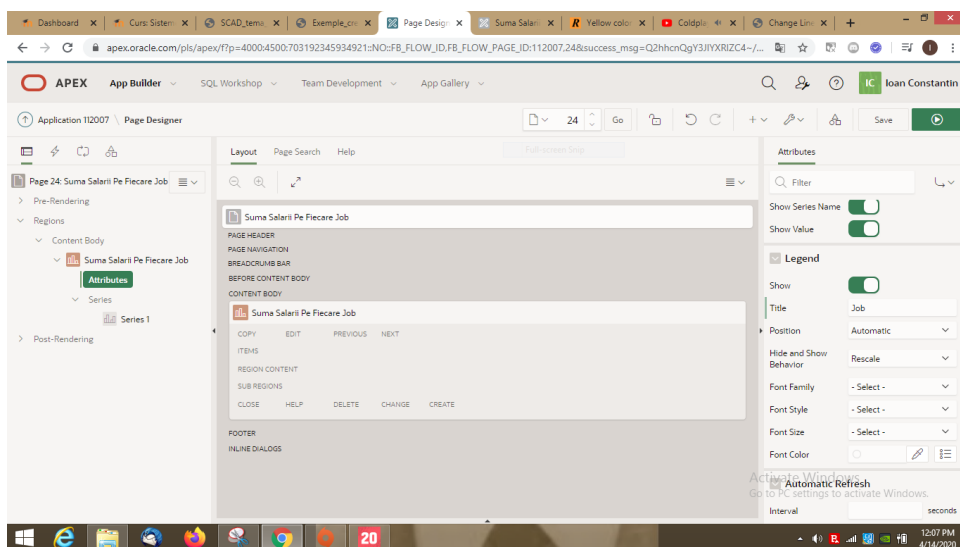 Dashboard
Curs: Sistem
SCAD_tema
Exemple_cre
Page Design
Suma Salarii
Yellow color
Coldpla
Change Line
apex.oracle.com/pls/apex/f?p=4000:4500:703192345934921::NO::FB_FLOW_ID,FB_FLOW_PAGE_ID:112007,24&success_msg=Q2hhcnQgY3JlYXRlZC4~/...
APEX App Builder SQL Workshop Team Development App Gallery IC Ioan Constantin
Application 112007 \ Page Designer 24 Go Save
Layout Page Search Help Full-screen Snip Attributes
Page 24: Suma Salarii Pe Fiecare Job
Pre-Rendering
Regions
Content Body
Suma Salarii Pe Fiecare Job
Attributes
Series
Series 1
Post-Rendering
Suma Salarii Pe Fiecare Job
PAGE HEADER
PAGE NAVIGATION
BREADCRUMB BAR
BEFORE CONTENT BODY
CONTENT BODY
Suma Salarii Pe Fiecare Job
COPY EDIT PREVIOUS NEXT
ITEMS
REGION CONTENT
SUB REGIONS
CLOSE HELP DELETE CHANGE CREATE
FOOTER
INLINE DIALOGS
Filter
Show Series Name
Show Value
Legend
Show
Title Job
Position Automatic
Hide and Show Behavior Rescale
Font Family - Select -
Font Style - Select -
Font Size - Select -
Font Color
Activate Windows
Automatic Refresh
Go to PC settings to activate Windows.
Interval seconds
20
12:07 PM
4/14/2020